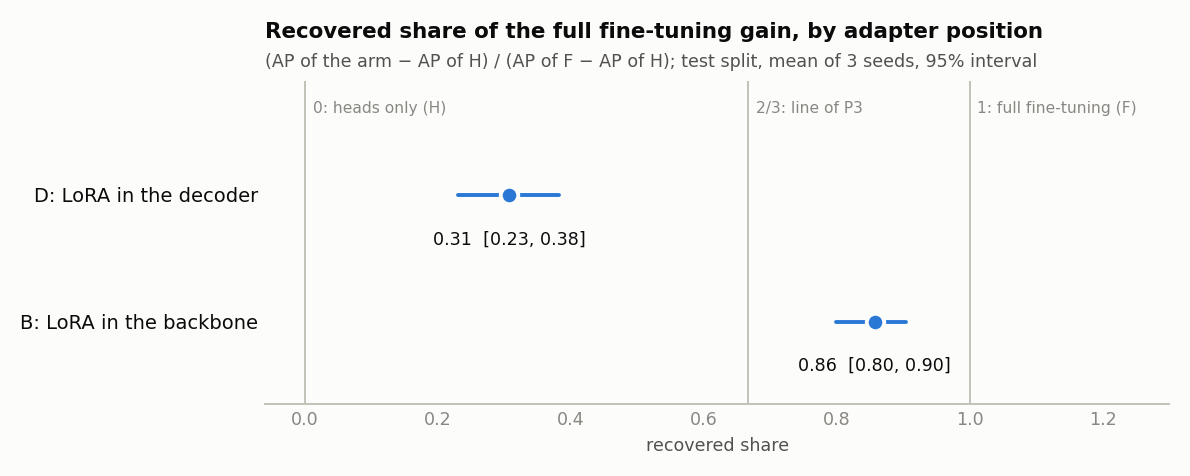 Recovered share of the full fine-tuning gain, by adapter position
(AP of the arm − AP of H) / (AP of F − AP of H); test split, mean of 3 seeds, 95% interval
0: heads only (H)
2/3: line of P3
1: full fine-tuning (F)
D: LoRA in the decoder
0.31  [0.23, 0.38]
B: LoRA in the backbone
0.86  [0.80, 0.90]
0.0 0.2 0.4 0.6 0.8 1.0 1.2
recovered share